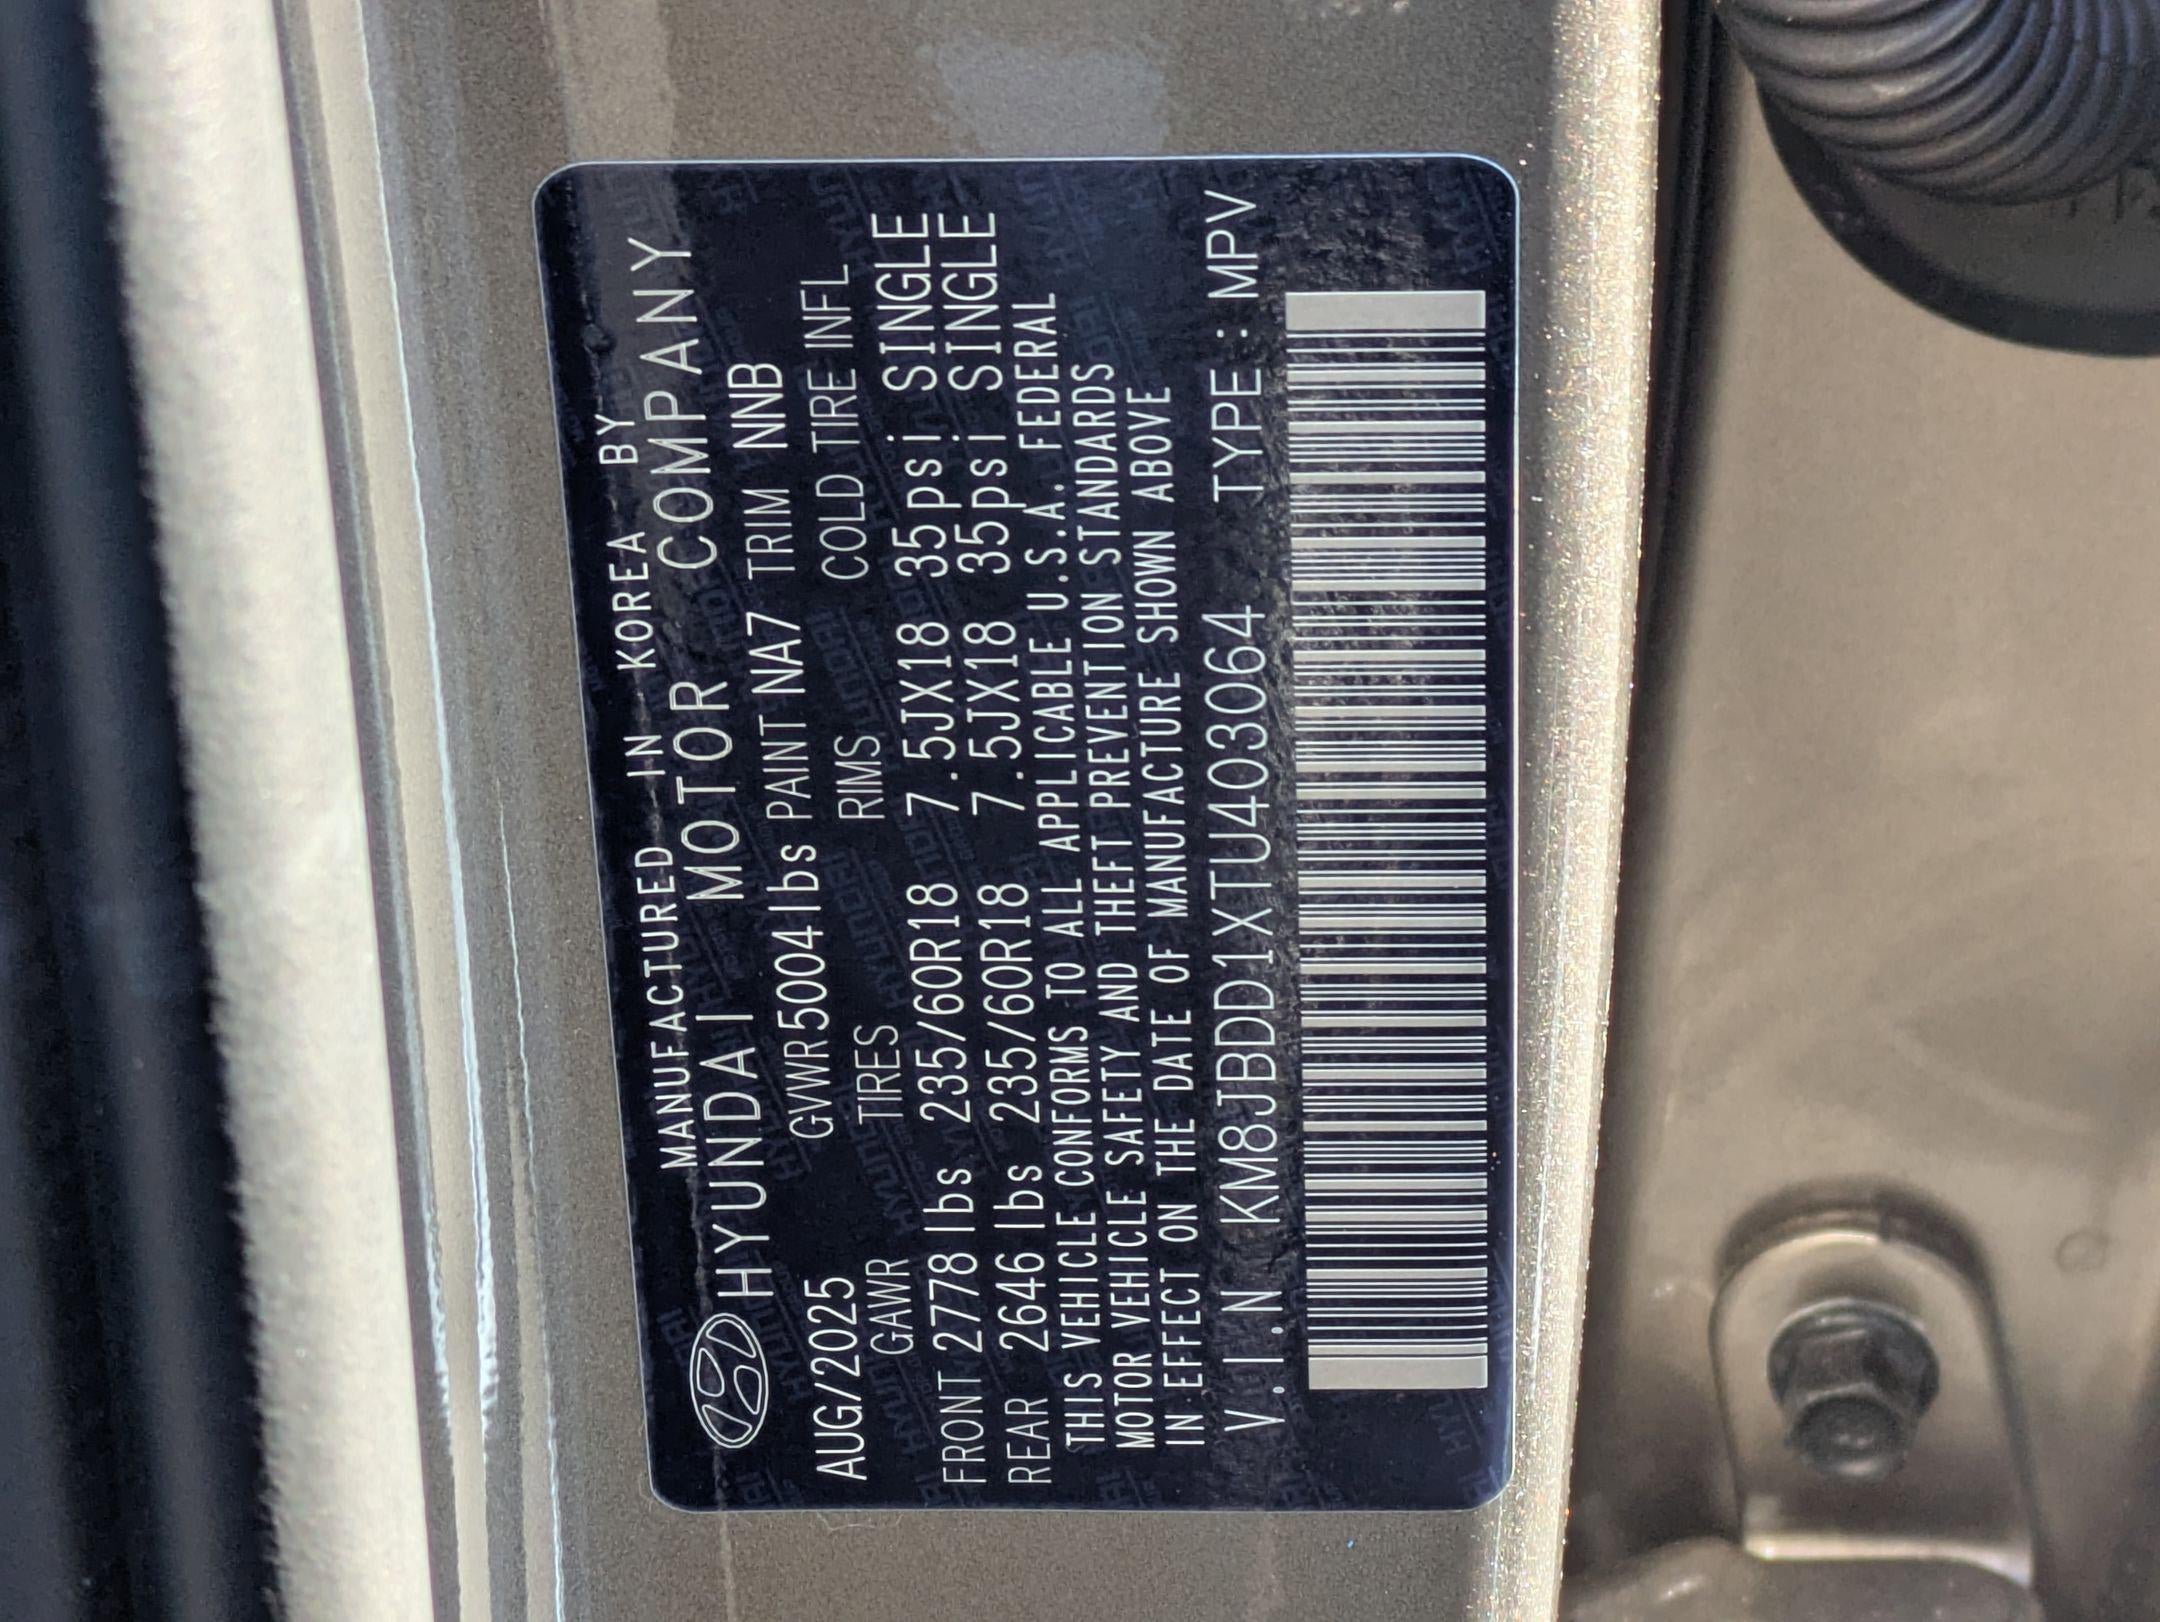 MANUFACTURED IN KOREA BY
HYUNDAI MOTOR COMPANY
AUG/2025 GVWR 5004 lbs PAINT NA7 TRIM NNB
GAWR TIRES RIMS COLD TIRE INFL
FRONT 2778 lbs 235/60R18 7.5JX18 35psi SINGLE
REAR 2646 lbs 235/60R18 7.5JX18 35psi SINGLE
THIS VEHICLE CONFORMS TO ALL APPLICABLE U.S.A. FEDERAL
MOTOR VEHICLE SAFETY AND THEFT PREVENTION STANDARDS
IN EFFECT ON THE DATE OF MANUFACTURE SHOWN ABOVE
V.I.N KM8JBDD1XTU403064 TYPE : MPV